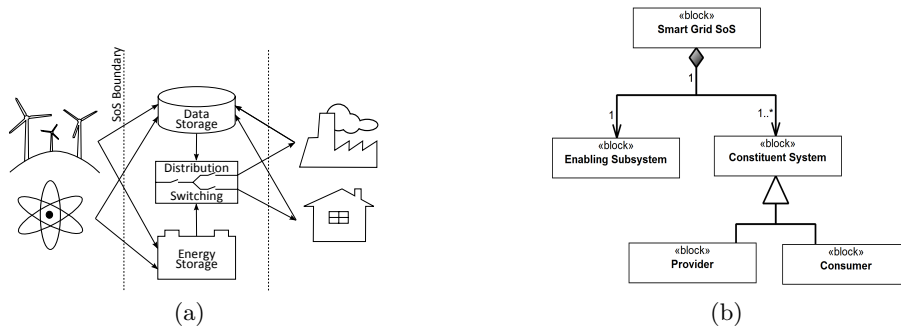 SoS Boundary
Data
Storage
Distribution
Switching
Energy
Storage
(a)
«block»
Smart Grid SoS
1
1
1..*
«block»
Enabling Subsystem
«block»
Constituent System
«block»
Provider
«block»
Consumer
(b)